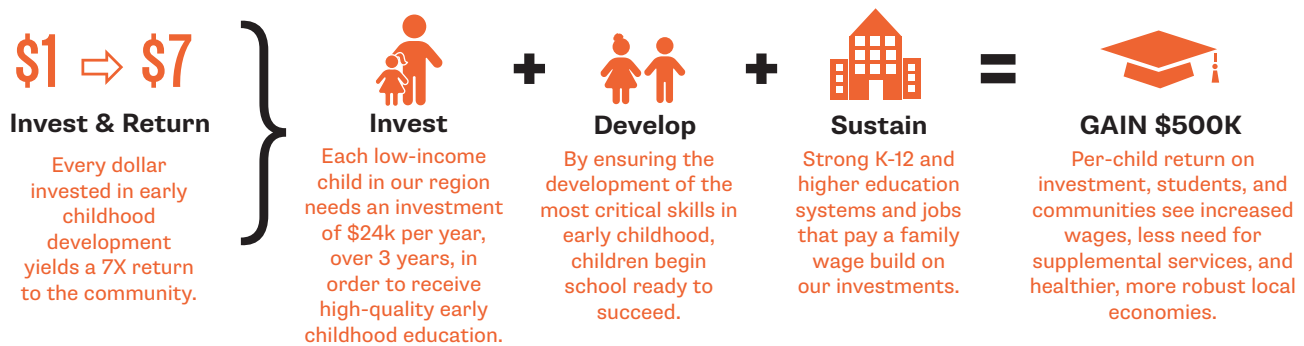 $1 ⇨ $7
Invest & Return
Every dollar
invested in early
childhood
development
yields a 7X return
to the community.
Invest
Each low-income
child in our region
needs an investment
of $24k per year,
over 3 years, in
order to receive
high-quality early
childhood education.
+
Develop
By ensuring the
development of the
most critical skills in
early childhood,
children begin
school ready to
succeed.
+
Sustain
Strong K-12 and
higher education
systems and jobs
that pay a family
wage build on
our investments.
=
GAIN $500K
Per-child return on
investment, students, and
communities see increased
wages, less need for
supplemental services, and
healthier, more robust local
economies.